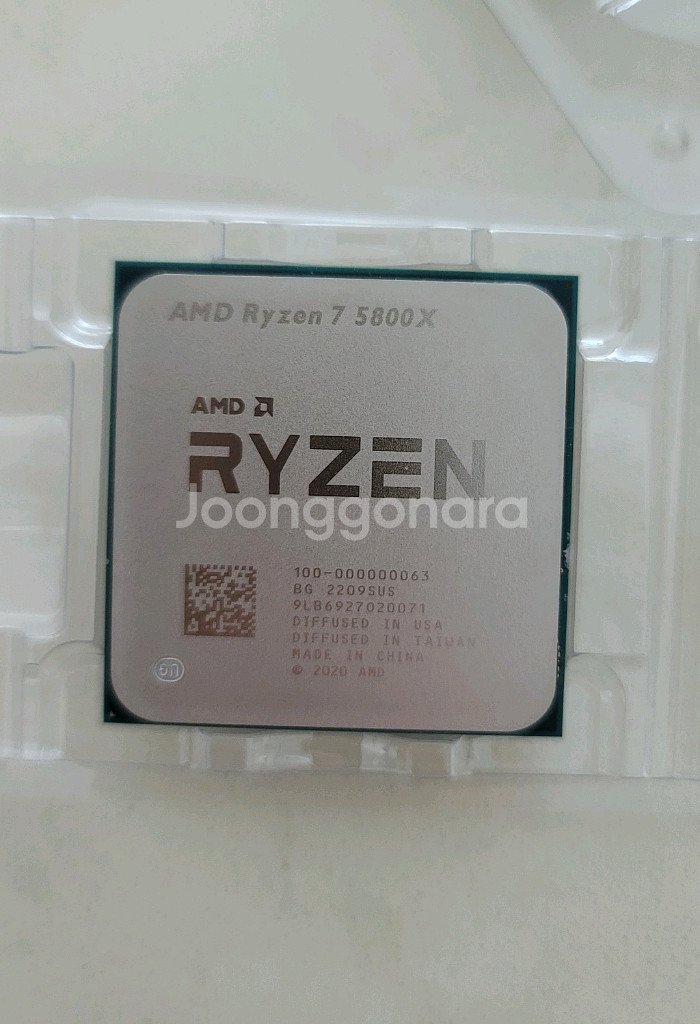 AMD Ryzen 7 5800X
AMD
RYZEN
Joonggonara
100-000000063
BG 2209SUS
9LB6927020071
DIFFUSED IN USA
DIFFUSED IN TAIWAN
MADE IN CHINA
© 2020 AMD